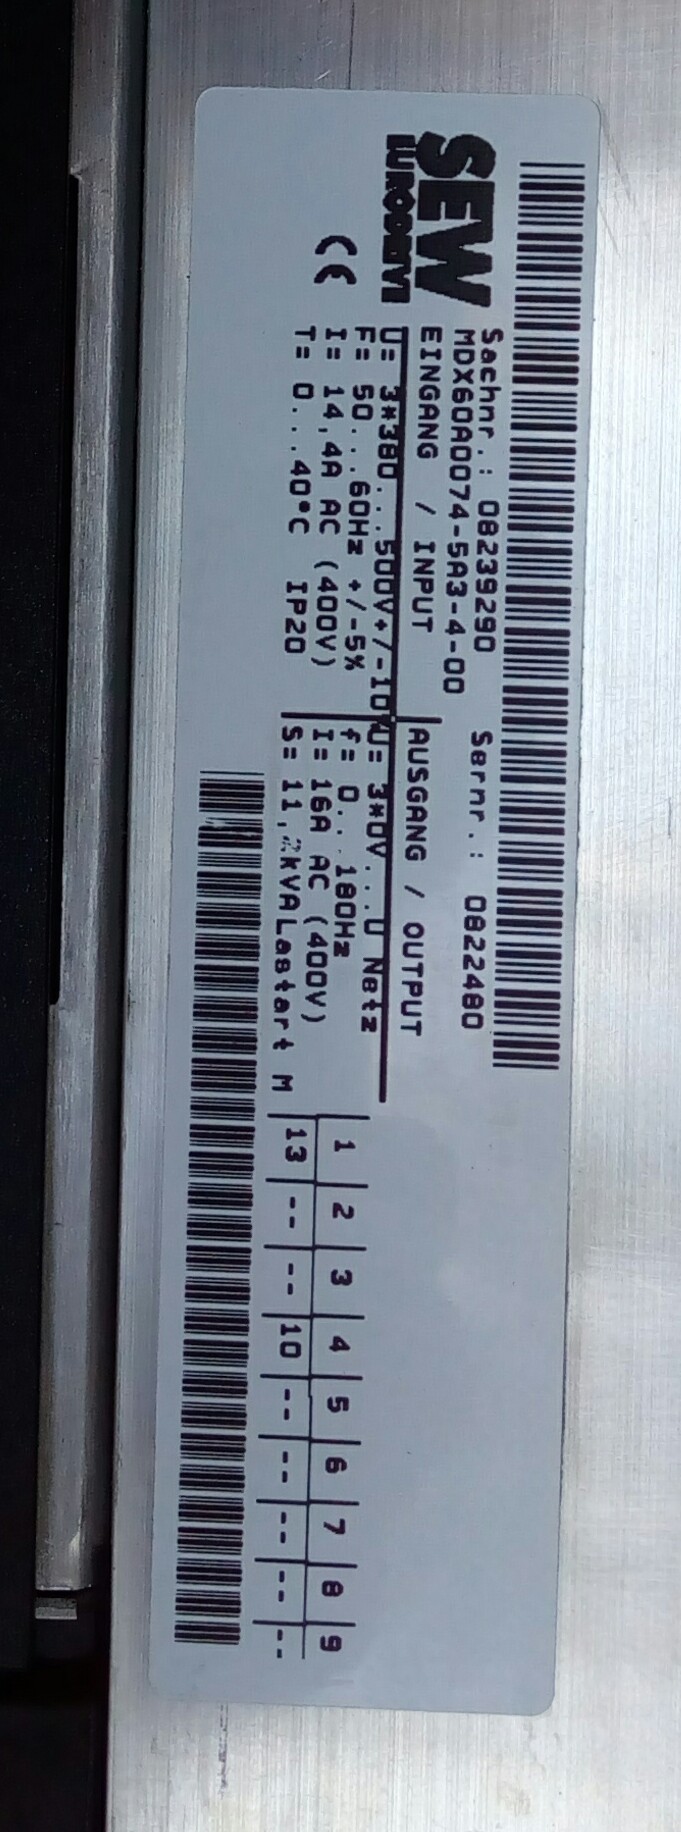 SEW
EURODRIVE
CE
Sachnr.: 08239290 Sernr.: 0822480
MDX60A0074-5A3-4-00
EINGANG / INPUT
U= 3*380...500V+/-10%
F= 50...60Hz +/-5%
I= 14,4A AC (400V)
T= 0...40°C IP20
AUSGANG / OUTPUT
U= 3*0V...U Netz
f= 0...180Hz
I= 16A AC (400V)
S= 11,2kVA Lastart M
1 2 3 4 5 6 7 8 9
13 -- -- 10 -- -- -- -- --